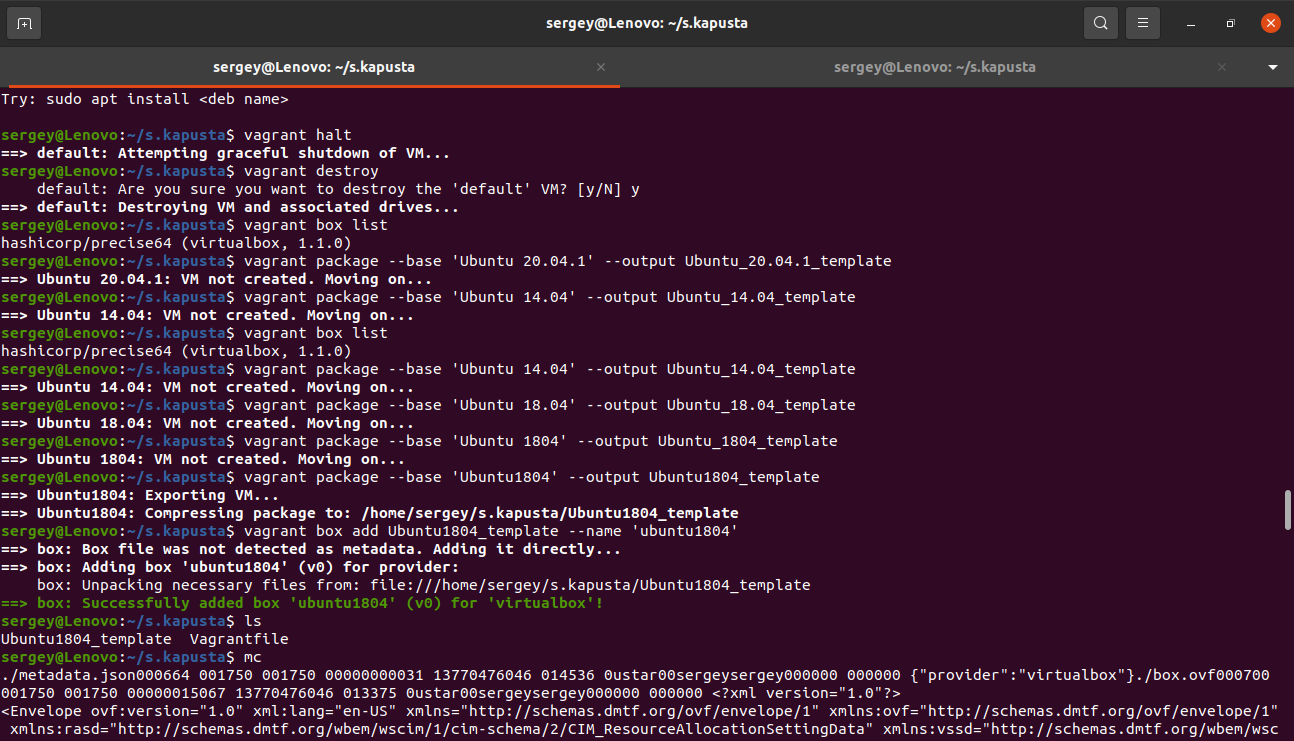 sergey@Lenovo: ~/s.kapusta
sergey@Lenovo: ~/s.kapusta
sergey@Lenovo: ~/s.kapusta
Try: sudo apt install <deb name>
sergey@Lenovo:~/s.kapusta$ vagrant halt
==> default: Attempting graceful shutdown of VM...
sergey@Lenovo:~/s.kapusta$ vagrant destroy
    default: Are you sure you want to destroy the 'default' VM? [y/N] y
==> default: Destroying VM and associated drives...
sergey@Lenovo:~/s.kapusta$ vagrant box list
hashicorp/precise64 (virtualbox, 1.1.0)
sergey@Lenovo:~/s.kapusta$ vagrant package --base 'Ubuntu 20.04.1' --output Ubuntu_20.04.1_template
==> Ubuntu 20.04.1: VM not created. Moving on...
sergey@Lenovo:~/s.kapusta$ vagrant package --base 'Ubuntu 14.04' --output Ubuntu_14.04_template
==> Ubuntu 14.04: VM not created. Moving on...
sergey@Lenovo:~/s.kapusta$ vagrant box list
hashicorp/precise64 (virtualbox, 1.1.0)
sergey@Lenovo:~/s.kapusta$ vagrant package --base 'Ubuntu 14.04' --output Ubuntu_14.04_template
==> Ubuntu 14.04: VM not created. Moving on...
sergey@Lenovo:~/s.kapusta$ vagrant package --base 'Ubuntu 18.04' --output Ubuntu_18.04_template
==> Ubuntu 18.04: VM not created. Moving on...
sergey@Lenovo:~/s.kapusta$ vagrant package --base 'Ubuntu 1804' --output Ubuntu_1804_template
==> Ubuntu 1804: VM not created. Moving on...
sergey@Lenovo:~/s.kapusta$ vagrant package --base 'Ubuntu1804' --output Ubuntu1804_template
==> Ubuntu1804: Exporting VM...
==> Ubuntu1804: Compressing package to: /home/sergey/s.kapusta/Ubuntu1804_template
sergey@Lenovo:~/s.kapusta$ vagrant box add Ubuntu1804_template --name 'ubuntu1804'
==> box: Box file was not detected as metadata. Adding it directly...
==> box: Adding box 'ubuntu1804' (v0) for provider:
    box: Unpacking necessary files from: file:///home/sergey/s.kapusta/Ubuntu1804_template
==> box: Successfully added box 'ubuntu1804' (v0) for 'virtualbox'!
sergey@Lenovo:~/s.kapusta$ ls
Ubuntu1804_template  Vagrantfile
sergey@Lenovo:~/s.kapusta$ mc
./metadata.json000664 001750 001750 00000000031 13770476046 014536 0ustar00sergeysergey000000 000000 {"provider":"virtualbox"}./box.ovf000700
001750 001750 00000015067 13770476046 013375 0ustar00sergeysergey000000 000000 <?xml version="1.0"?>
<Envelope ovf:version="1.0" xml:lang="en-US" xmlns="http://schemas.dmtf.org/ovf/envelope/1" xmlns:ovf="http://schemas.dmtf.org/ovf/envelope/1"
 xmlns:rasd="http://schemas.dmtf.org/wbem/wscim/1/cim-schema/2/CIM_ResourceAllocationSettingData" xmlns:vssd="http://schemas.dmtf.org/wbem/wsc